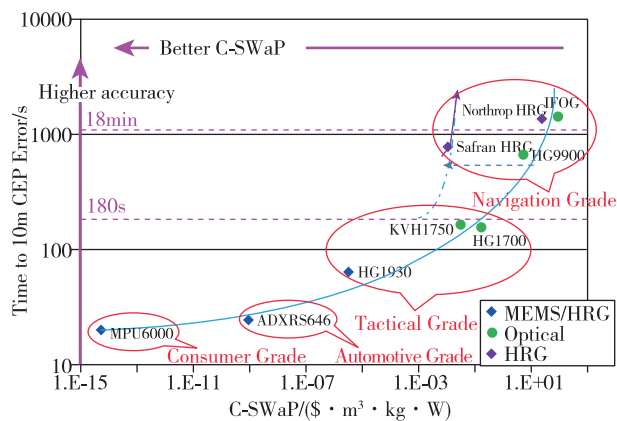 10000
Better C-SWaP
Higher accuracy
Northrop HRG
IFOG
18min
1000
Safran HRG
HG9900
Navigation Grade
180s
KVH1750
HG1700
100
HG1930
Time to 10m CEP Error/s
MEMS/HRG
Tactical Grade
ADXRS646
MPU6000
Optical
Consumer Grade
Automotive Grade
HRG
10
1.E-15
1.E-11
1.E-07
1.E-03
1.E+01
C-SWaP/($·m³·kg·W)